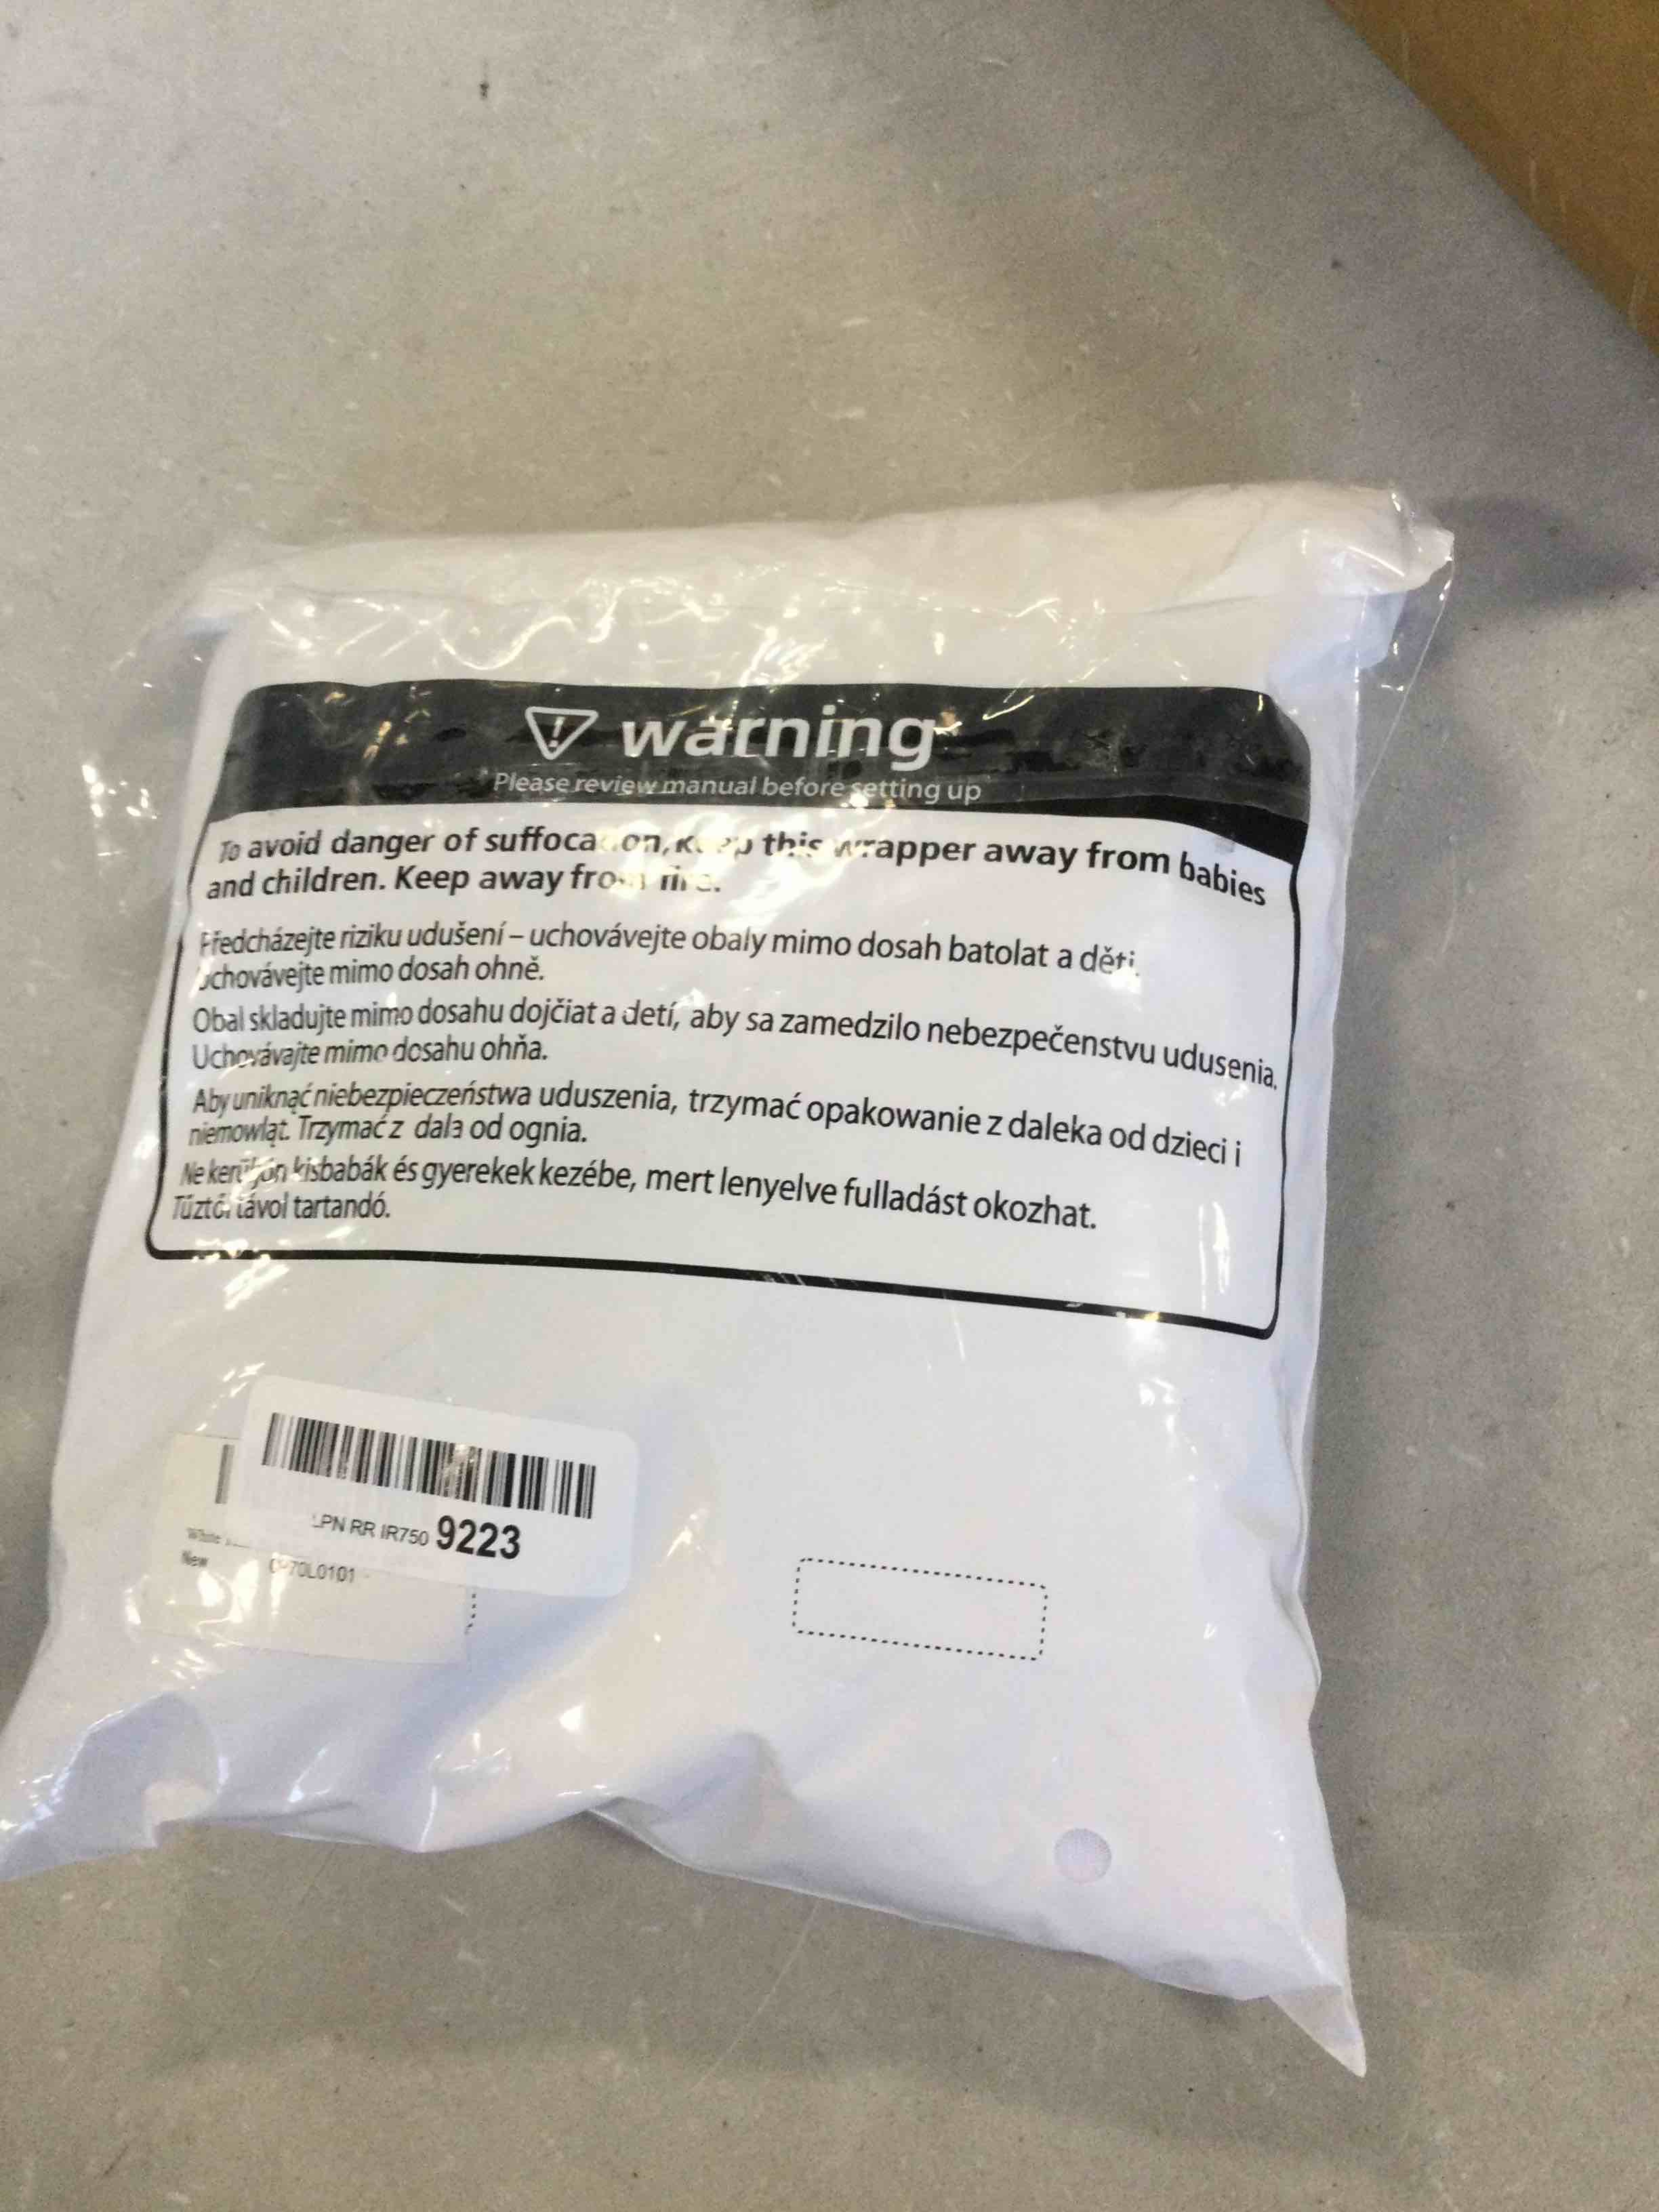 warning
Please review manual before setting up
To avoid danger of suffocation, Keep this wrapper away from babies
and children. Keep away from fire.
Předcházejte riziku udušení – uchovávejte obaly mimo dosah batolat a dětí.
Uchovávejte mimo dosah ohně.
Obal skladujte mimo dosahu dojčiat a detí, aby sa zamedzilo nebezpečenstvu udusenia.
Uchovávajte mimo dosahu ohňa.
Aby uniknąć niebezpieczeństwa uduszenia, trzymać opakowanie z daleka od dzieci i
niemowląt. Trzymać z dala od ognia.
Ne kerüljön kisbabák és gyerekek kezébe, mert lenyelve fulladást okozhat.
Tűztől távol tartandó.
LPN RR IR750 9223
White
New
70L0101